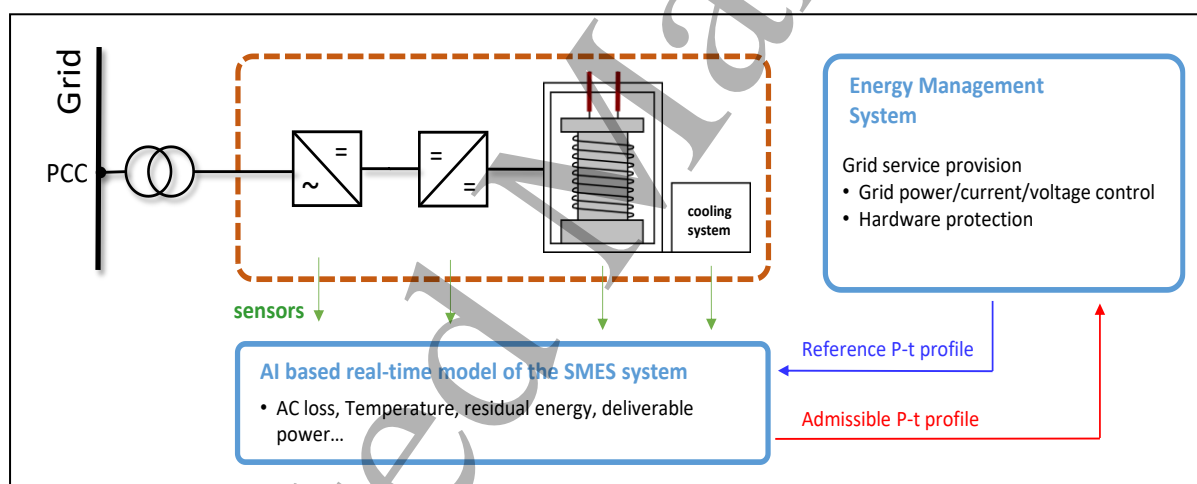 Grid
PCC
~
=
=
=
cooling
system
sensors
Energy Management
System
Grid service provision
• Grid power/current/voltage control
• Hardware protection
Reference P-t profile
Admissible P-t profile
AI based real-time model of the SMES system
• AC loss, Temperature, residual energy, deliverable
power…